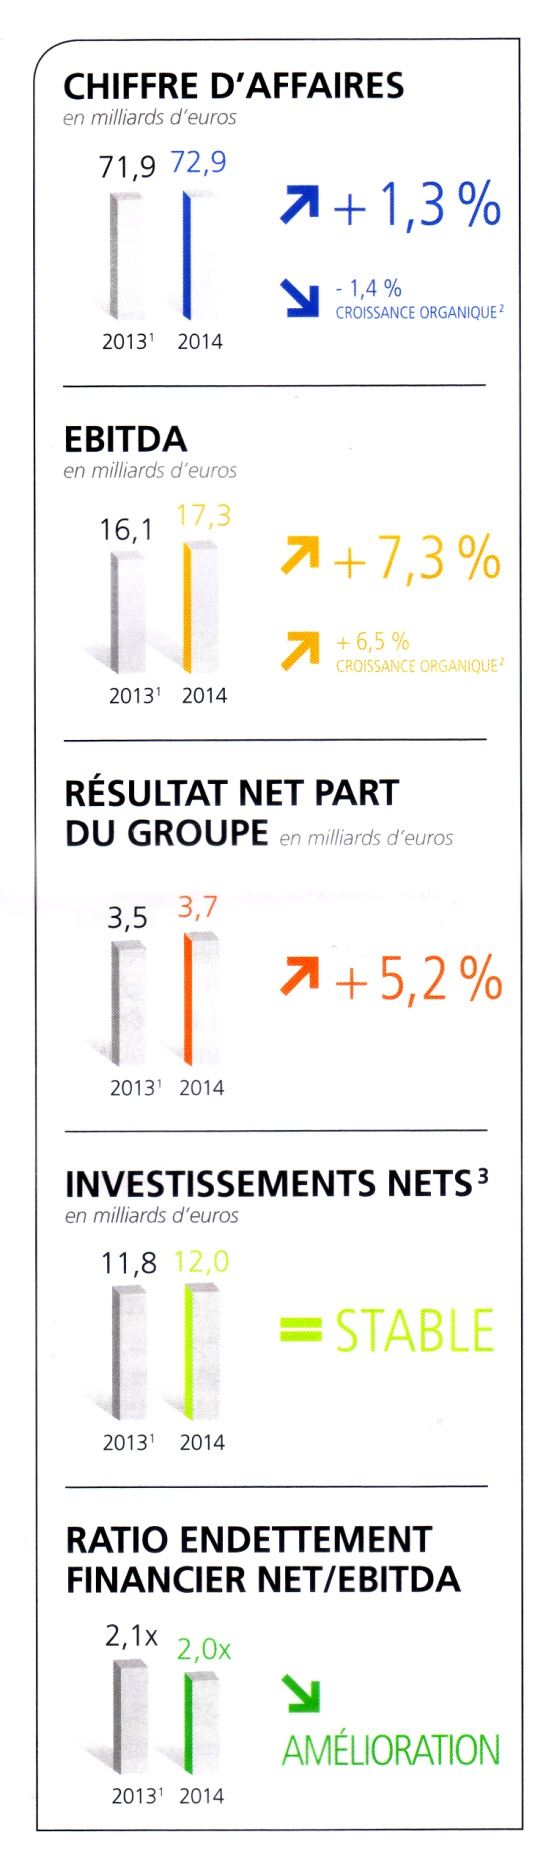 CHIFFRE D'AFFAIRES
en milliards d'euros
71,9 72,9
+ 1,3 %
- 1,4 %
CROISSANCE ORGANIQUE²
2013¹ 2014
EBITDA
en milliards d'euros
16,1 17,3
+ 7,3 %
+ 6,5 %
CROISSANCE ORGANIQUE²
2013¹ 2014
RÉSULTAT NET PART
DU GROUPE en milliards d'euros
3,5 3,7
+ 5,2 %
2013¹ 2014
INVESTISSEMENTS NETS³
en milliards d'euros
11,8 12,0
= STABLE
2013¹ 2014
RATIO ENDETTEMENT
FINANCIER NET/EBITDA
2,1x 2,0x
AMÉLIORATION
2013¹ 2014